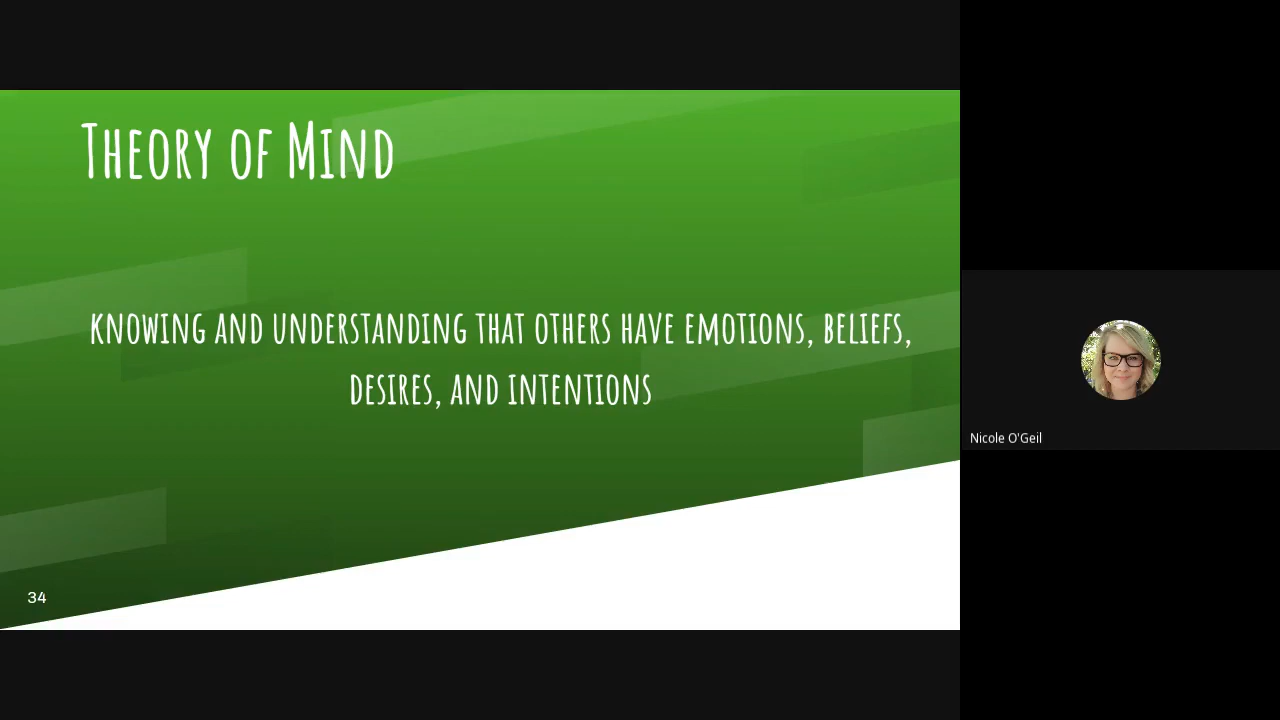 Theory of Mind
knowing and understanding that others have emotions, beliefs,
desires, and intentions
34
Nicole O'Geil